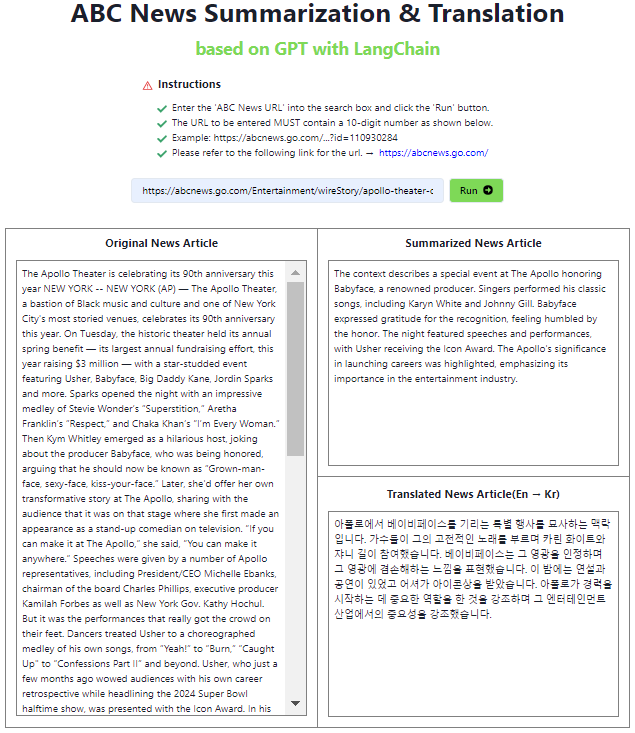 ABC News Summarization & Translation
based on GPT with LangChain
Instructions
Enter the 'ABC News URL' into the search box and click the 'Run' button.
The URL to be entered MUST contain a 10-digit number as shown below.
Example: https://abcnews.go.com/...?id=110930284
Please refer to the following link for the url. → https://abcnews.go.com/
https://abcnews.go.com/Entertainment/wireStory/apollo-theater-c
Run
Original News Article
The Apollo Theater is celebrating its 90th anniversary this
year NEW YORK -- NEW YORK (AP) — The Apollo Theater,
a bastion of Black music and culture and one of New York
City's most storied venues, celebrates its 90th anniversary
this year. On Tuesday, the historic theater held its annual
spring benefit — its largest annual fundraising effort, this
year raising $3 million — with a star-studded event
featuring Usher, Babyface, Big Daddy Kane, Jordin Sparks
and more. Sparks opened the night with an impressive
medley of Stevie Wonder's "Superstition," Aretha
Franklin's "Respect," and Chaka Khan's "I'm Every Woman."
Then Kym Whitley emerged as a hilarious host, joking
about the producer Babyface, who was being honored,
arguing that he should now be known as "Grown-man-
face, sexy-face, kiss-your-face." Later, she'd offer her own
transformative story at The Apollo, sharing with the
audience that it was on that stage where she first made an
appearance as a stand-up comedian on television. "If you
can make it at The Apollo," she said, "You can make it
anywhere." Speeches were given by a number of Apollo
representatives, including President/CEO Michelle Ebanks,
chairman of the board Charles Phillips, executive producer
Kamilah Forbes as well as New York Gov. Kathy Hochul.
But it was the performances that really got the crowd on
their feet. Dancers treated Usher to a choreographed
medley of his own songs, from "Yeah!" to "Burn," "Caught
Up" to "Confessions Part II" and beyond. Usher, who just a
few months ago wowed audiences with his own career
retrospective while headlining the 2024 Super Bowl
halftime show, was presented with the Icon Award. In his
Summarized News Article
The context describes a special event at The Apollo honoring
Babyface, a renowned producer. Singers performed his classic
songs, including Karyn White and Johnny Gill. Babyface
expressed gratitude for the recognition, feeling humbled by
the honor. The night featured speeches and performances,
with Usher receiving the Icon Award. The Apollo's significance
in launching careers was highlighted, emphasizing its
importance in the entertainment industry.
Translated News Article(En → Kr)
아폴로에서 베이비페이스를 기리는 특별 행사를 묘사하는 맥락
입니다. 가수들이 그의 고전적인 노래를 부르며 카린 화이트와
쟈니 길이 참여했습니다. 베이비페이스는 그 영광을 인정하며
그 영광에 겸손해하는 느낌을 표현했습니다. 이 밤에는 연설과
공연이 있었고 어셔가 아이콘상을 받았습니다. 아폴로가 경력을
시작하는 데 중요한 역할을 한 것을 강조하며 그 엔터테인먼트
산업에서의 중요성을 강조했습니다.